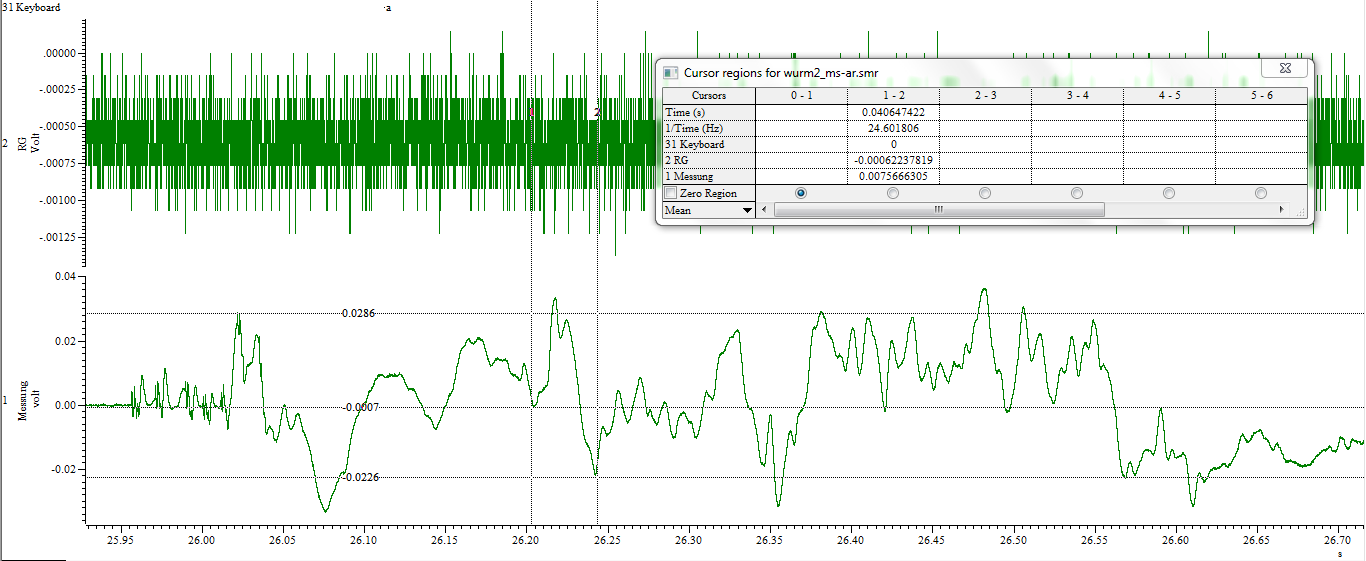 31 Keyboard
a
.00000
-.00025
-.00050
-.00075
-.00100
-.00125
2
RG
Volt
1
2
Cursor regions for wurm2_ms-ar.smr
Cursors 0 - 1 1 - 2 2 - 3 3 - 4 4 - 5 5 - 6
Time (s) 0.040647422
1/Time (Hz) 24.601806
31 Keyboard 0
2 RG -0.00062237819
1 Messung 0.0075666305
Zero Region
Mean
0.04
0.02
0.00
-0.02
1
Messung
volt
0.0286
-0.0007
-0.0226
25.95 26.00 26.05 26.10 26.15 26.20 26.25 26.30 26.35 26.40 26.45 26.50 26.55 26.60 26.65 26.70
s